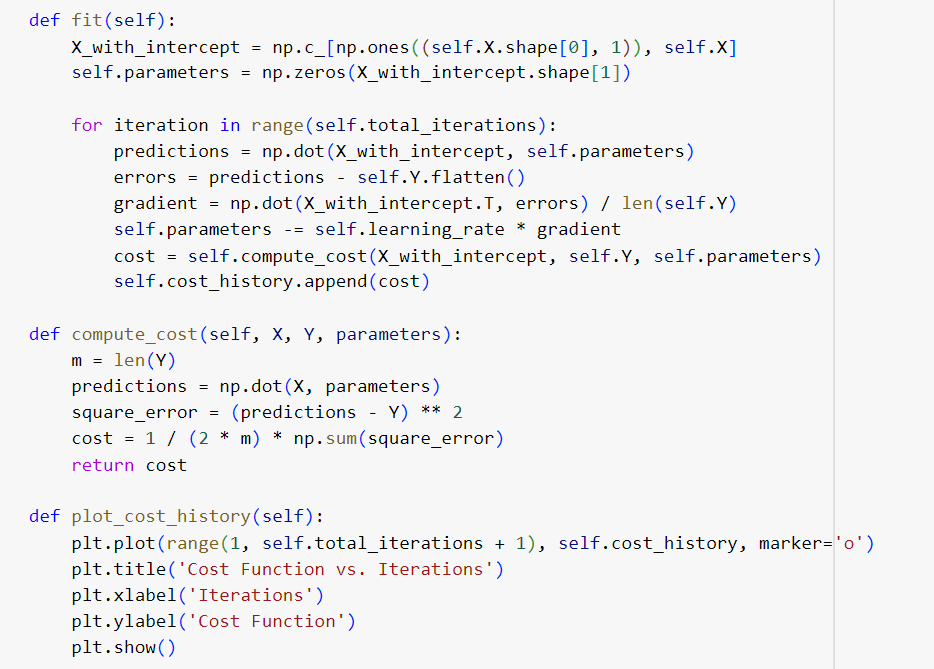 def fit(self):
    X_with_intercept = np.c_[np.ones((self.X.shape[0], 1)), self.X]
    self.parameters = np.zeros(X_with_intercept.shape[1])
    for iteration in range(self.total_iterations):
        predictions = np.dot(X_with_intercept, self.parameters)
        errors = predictions - self.Y.flatten()
        gradient = np.dot(X_with_intercept.T, errors) / len(self.Y)
        self.parameters -= self.learning_rate * gradient
        cost = self.compute_cost(X_with_intercept, self.Y, self.parameters)
        self.cost_history.append(cost)
def compute_cost(self, X, Y, parameters):
    m = len(Y)
    predictions = np.dot(X, parameters)
    square_error = (predictions - Y) ** 2
    cost = 1 / (2 * m) * np.sum(square_error)
    return cost
def plot_cost_history(self):
    plt.plot(range(1, self.total_iterations + 1), self.cost_history, marker='o')
    plt.title('Cost Function vs. Iterations')
    plt.xlabel('Iterations')
    plt.ylabel('Cost Function')
    plt.show()